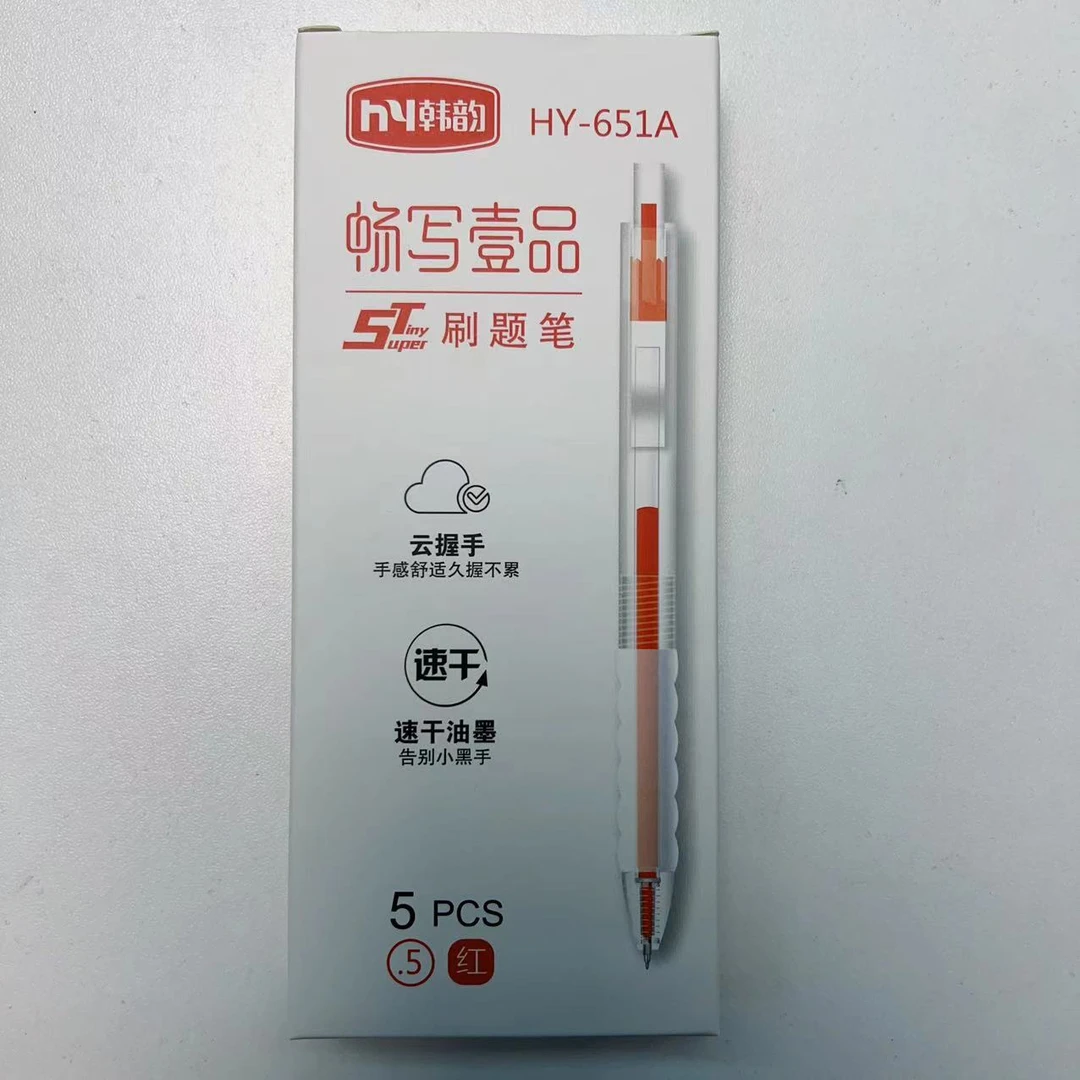 hy韩韵
HY-651A
畅写壹品
Super Tiny 刷题笔
云握手
手感舒适久握不累
速干
速干油墨
告别小黑手
5 PCS
.5 红